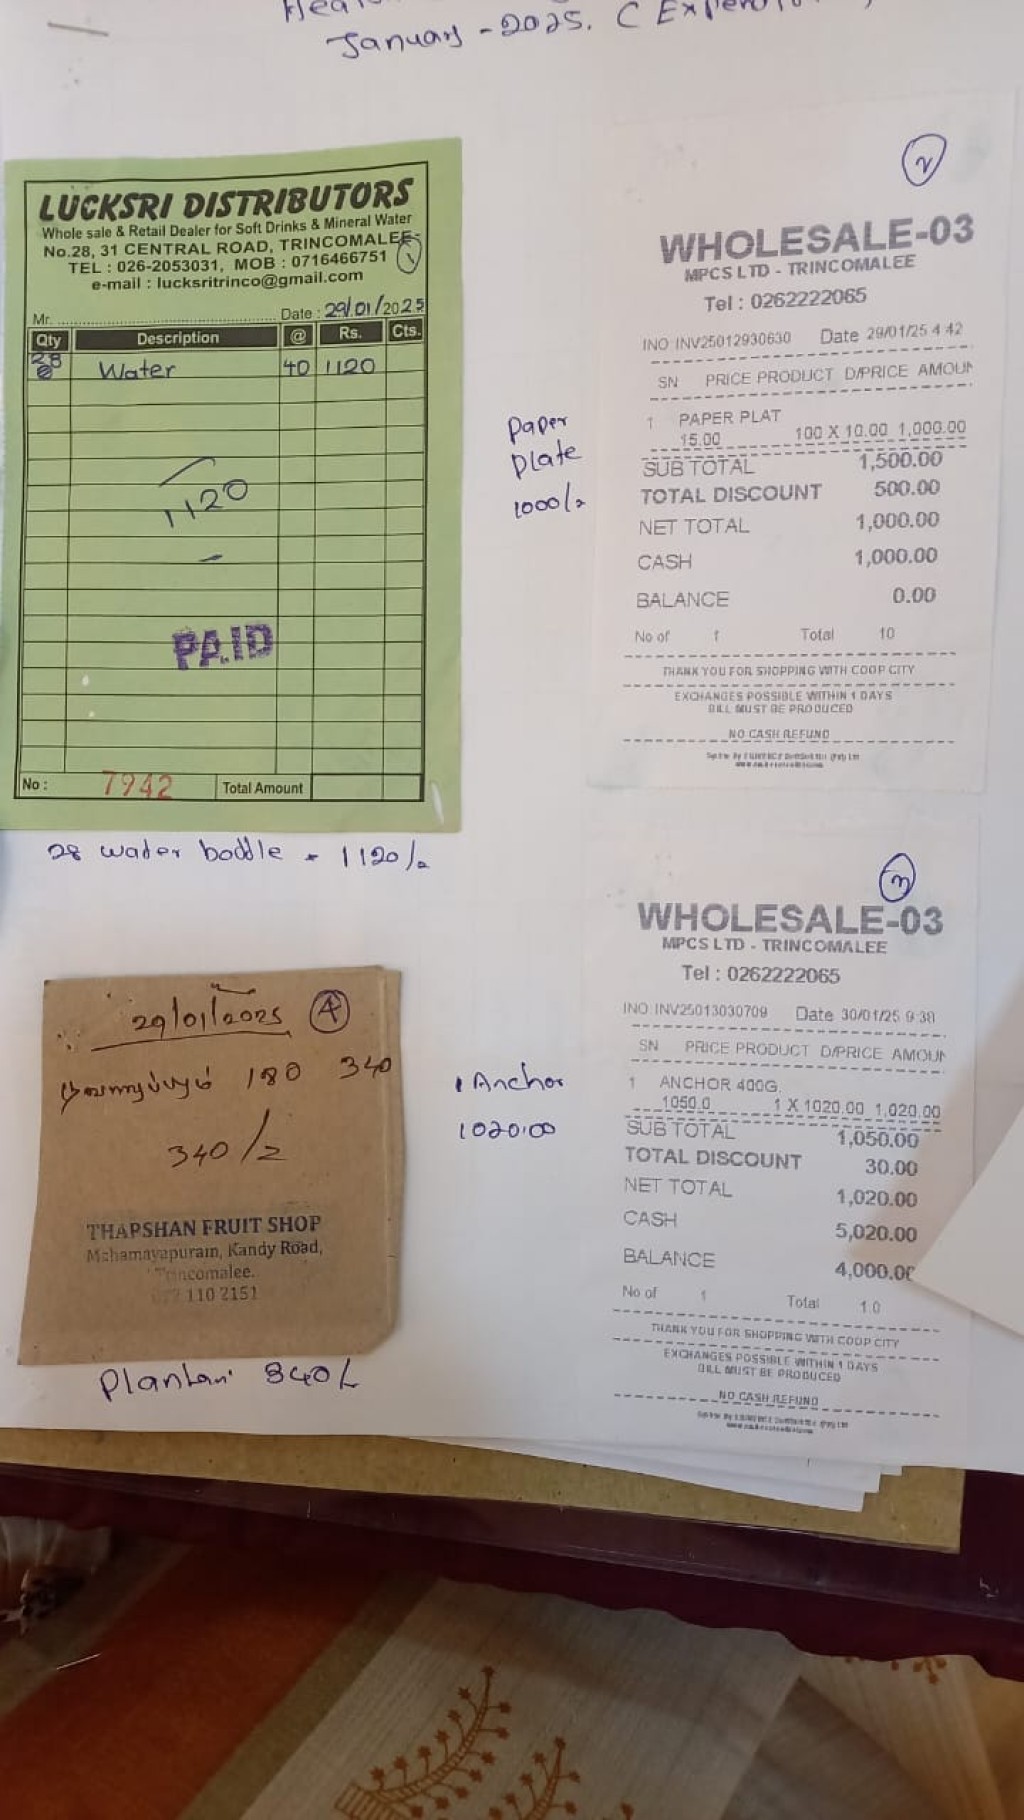 January - 2025.
LUCKSRI DISTRIBUTORS
Whole sale & Retail Dealer for Soft Drinks & Mineral Water
No.28, 31 CENTRAL ROAD, TRINCOMALEE.
TEL : 026-2053031, MOB : 0716466751
1
e-mail : lucksritrinco@gmail.com
Mr. Date : 29/01/2025
Qty Description @ Rs. Cts.
28 Water 40 1120
1120
PAID
No : 7942 Total Amount
28 water boddle 1120/=
2
WHOLESALE-03
MPCS LTD - TRINCOMALEE
Tel : 0262222065
INO INV25012930630 Date 29/01/25 4 42
SN PRICE PRODUCT D/PRICE AMOUN
1 PAPER PLAT
15.00 100 X 10.00 1,000.00
SUB TOTAL 1,500.00
TOTAL DISCOUNT 500.00
NET TOTAL 1,000.00
CASH 1,000.00
BALANCE 0.00
No of 1 Total 10
THANK YOU FOR SHOPPING WITH COOP CITY
EXCHANGES POSSIBLE WITHIN 1 DAYS
BILL MUST BE PRODUCED
NO CASH REFUND
Paper
Plate
1000/=
29/01/2025 4
180 340
340/=
THAPSHAN FRUIT SHOP
Mehamayapuram, Kandy Road,
Trincomalee.
110 2151
340/
3
WHOLESALE-03
MPCS LTD - TRINCOMALEE
Tel : 0262222065
INO INV25013030709 Date 30/01/25 9 38
SN PRICE PRODUCT D/PRICE AMOUN
1 ANCHOR 400G.
1050.0 1 X 1020.00 1,020.00
SUB TOTAL 1,050.00
TOTAL DISCOUNT 30.00
NET TOTAL 1,020.00
CASH 5,020.00
BALANCE 4,000.00
No of 1 Total 1.0
THANK YOU FOR SHOPPING WITH COOP CITY
EXCHANGES POSSIBLE WITHIN 1 DAYS
BILL MUST BE PRODUCED
NO CASH REFUND
1 Anchor
1020.00